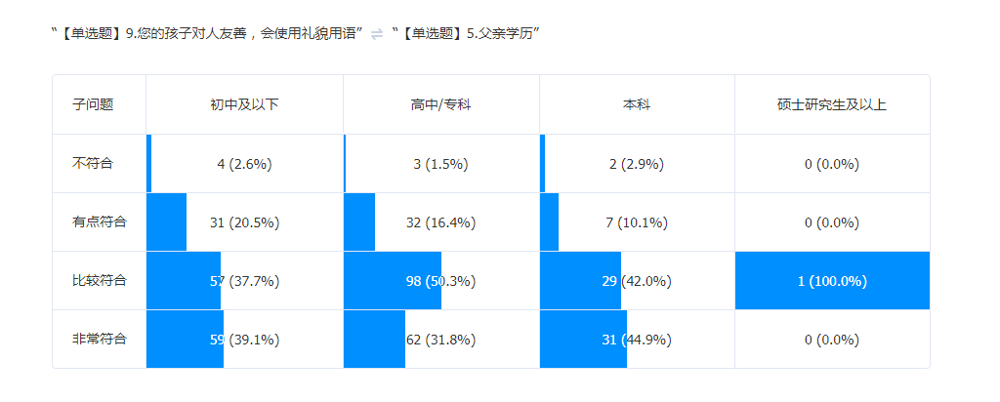 “【单选题】9.您的孩子对人友善，会使用礼貌用语” ⇌ “【单选题】5.父亲学历”
子问题 初中及以下 高中/专科 本科 硕士研究生及以上
不符合 4 (2.6%) 3 (1.5%) 2 (2.9%) 0 (0.0%)
有点符合 31 (20.5%) 32 (16.4%) 7 (10.1%) 0 (0.0%)
比较符合 57 (37.7%) 98 (50.3%) 29 (42.0%) 1 (100.0%)
非常符合 59 (39.1%) 62 (31.8%) 31 (44.9%) 0 (0.0%)